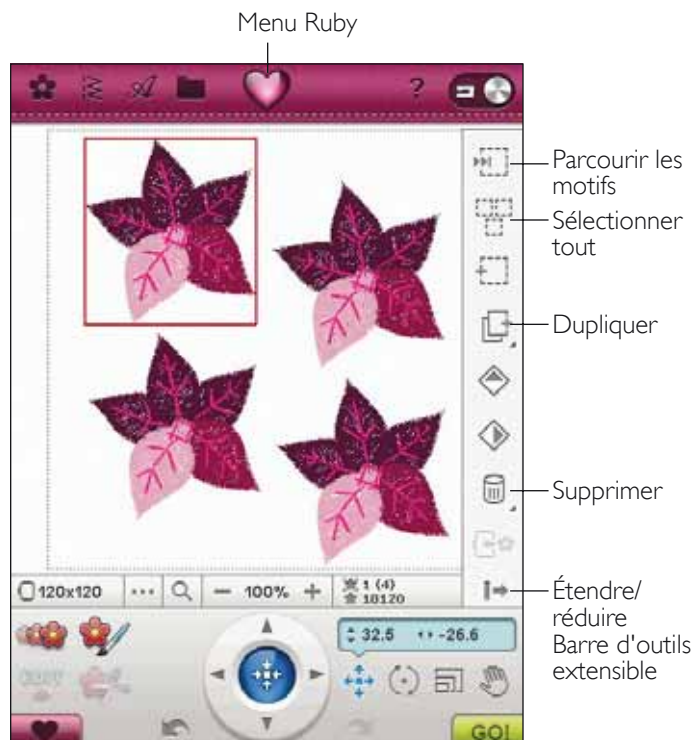 Menu Ruby
?
Parcourir les
motifs
Sélectionner
tout
Dupliquer
Supprimer
Étendre/
réduire
Barre d'outils
extensible
120x120 ... − 100% + 1 (4)
18120
32.5 -26.6
GO!